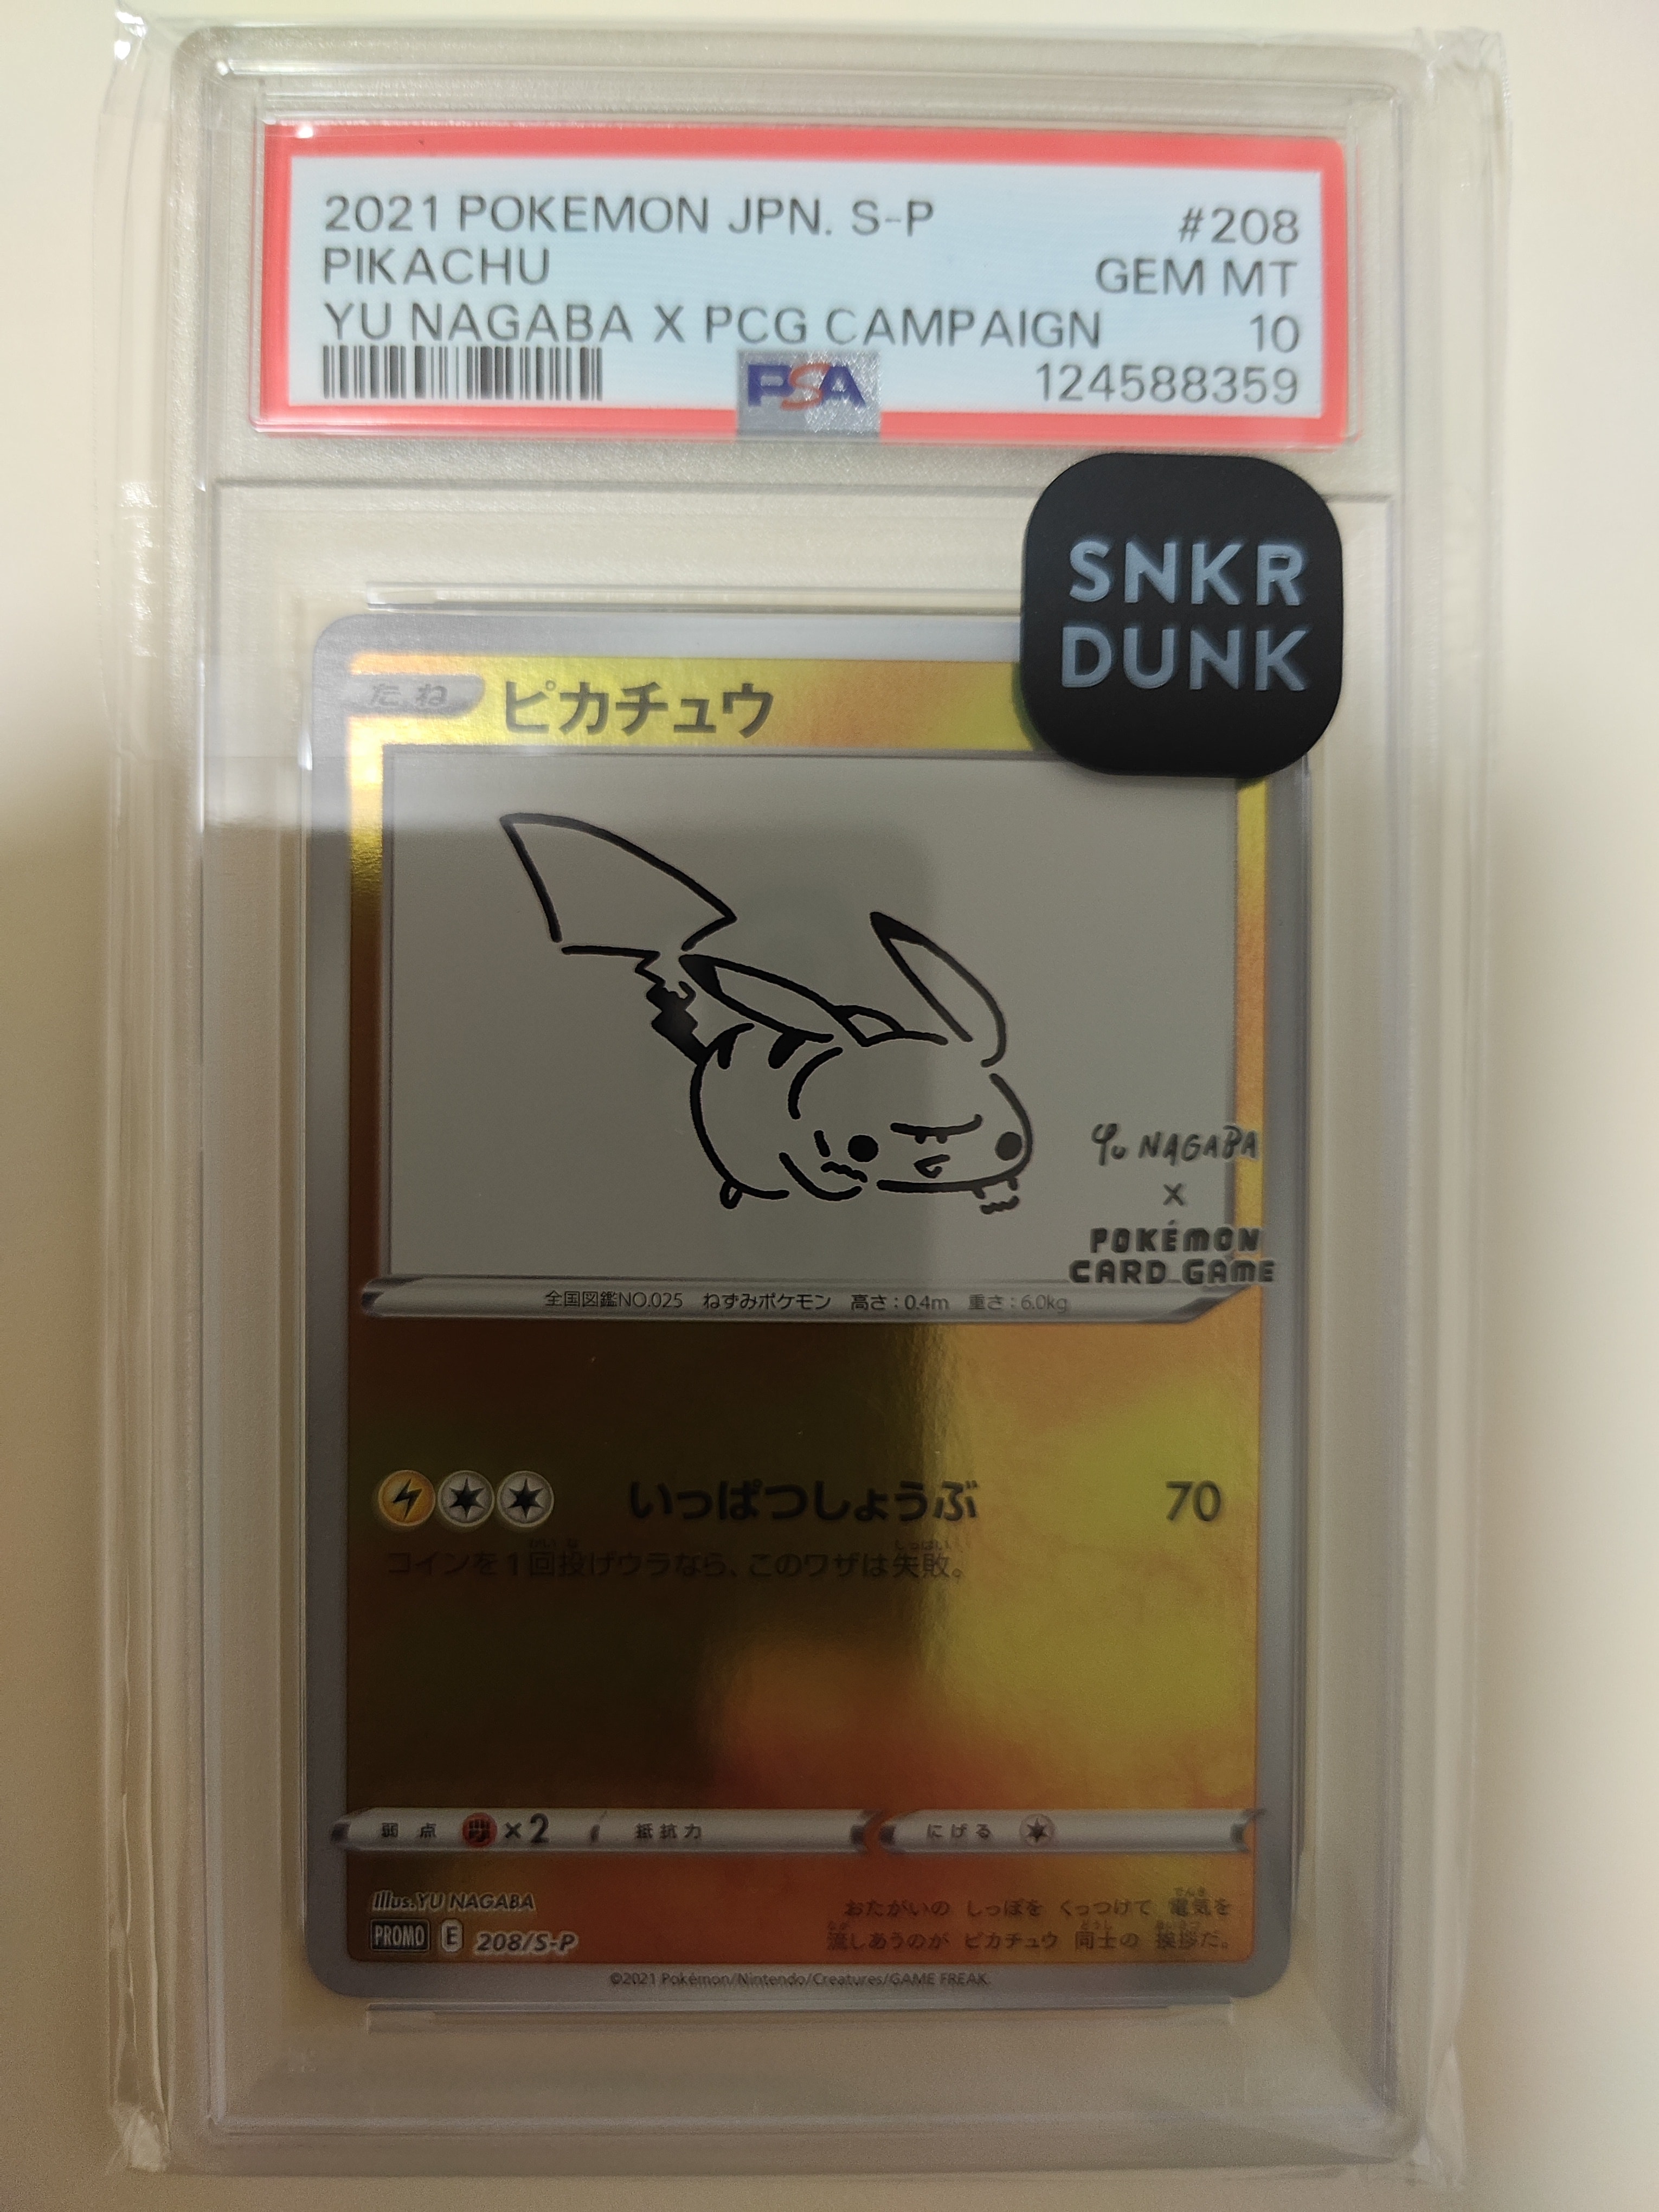 2021 POKEMON JPN. S-P #208
PIKACHU GEM MT
YU NAGABA X PCG CAMPAIGN 10
PSA 124588359
SNKR
DUNK
たね ピカチュウ
YU NAGABA
×
POKÉMON
CARD GAME
全国図鑑NO.025 ねずみポケモン 高さ:0.4m 重さ:6.0kg
いっぱつしょうぶ 70
コインを1回投げウラなら、このワザは失敗。
弱点 ×2 抵抗力 にげる
Illus.YU NAGABA
PROMO E 208/S-P
おたがいの しっぽを くっつけて 電気を
流しあうのが ピカチュウ 同士の 挨拶だ。
©2021 Pokémon/Nintendo/Creatures/GAME FREAK.